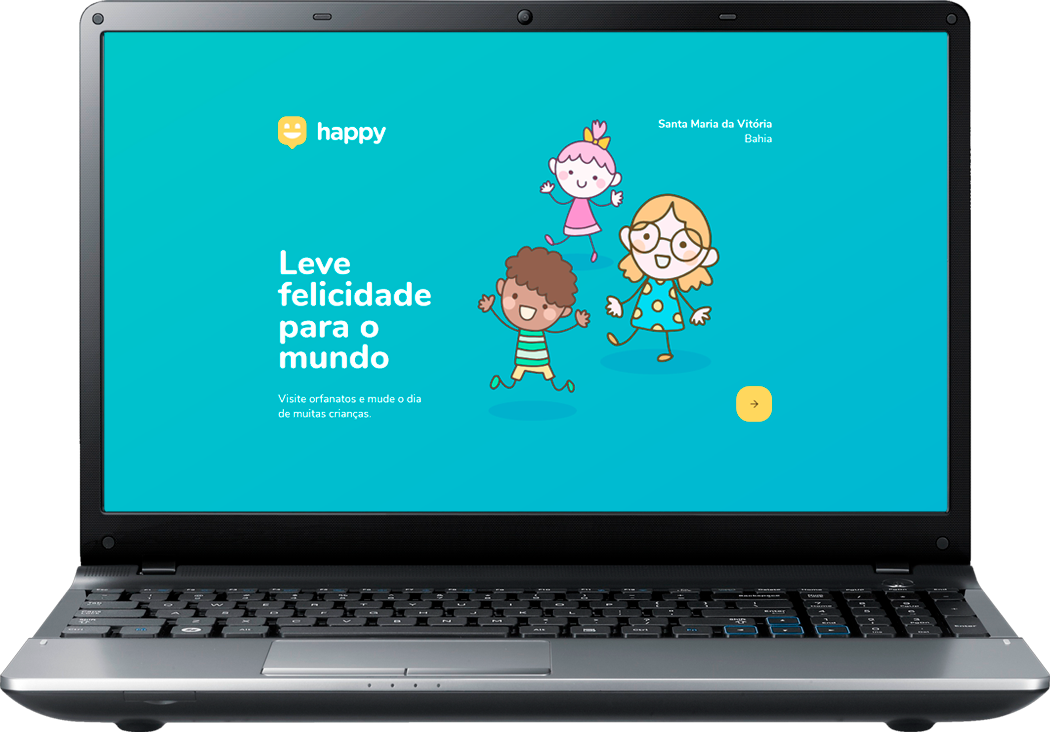 happy
Santa Maria da Vitória
Bahia
Leve
felicidade
para o
mundo
Visite orfanatos e mude o dia
de muitas crianças.